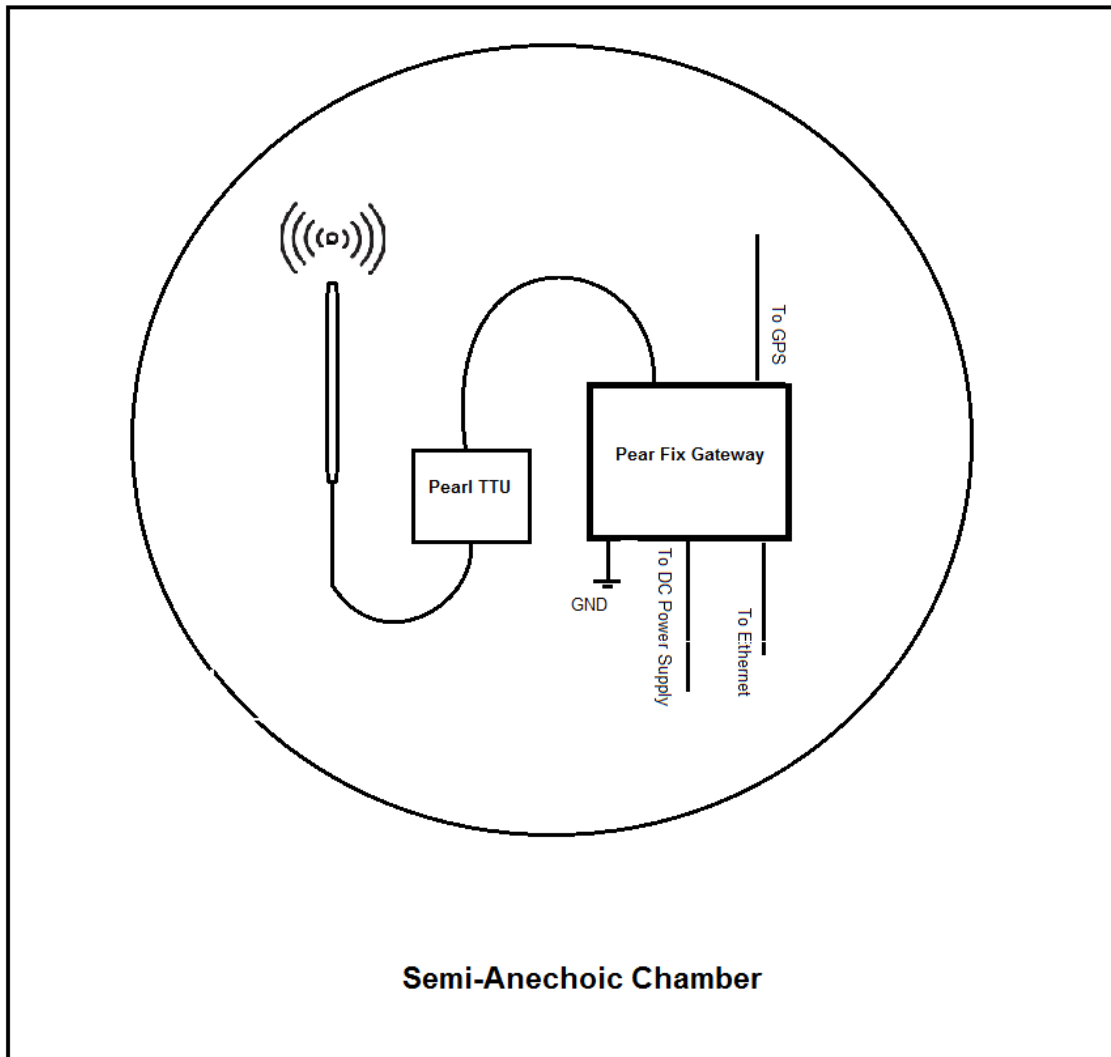 To GPS
Pear Fix Gateway
Pearl TTU
GND
To DC Power Supply
To Ethernet
Semi-Anechoic Chamber